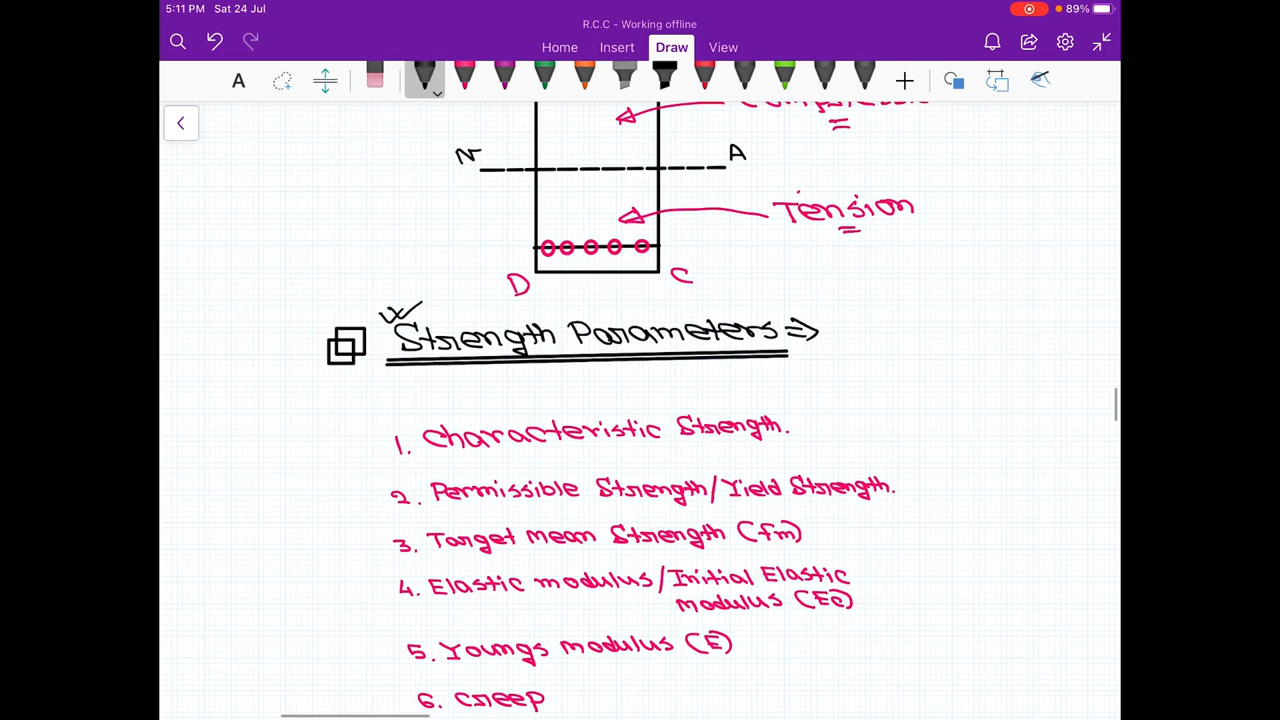 5:11 PM Sat 24 Jul
89%
R.C.C - Working offline
Home Insert Draw View
A
N A
Tension
D C
Strength Parameters ⇒
1. Characteristic Strength.
2. Permissible Strength/Yield Strength.
3. Target mean Strength (fm)
4. Elastic modulus/Initial Elastic
modulus (Ec)
5. Youngs modulus (E)
6. Creep